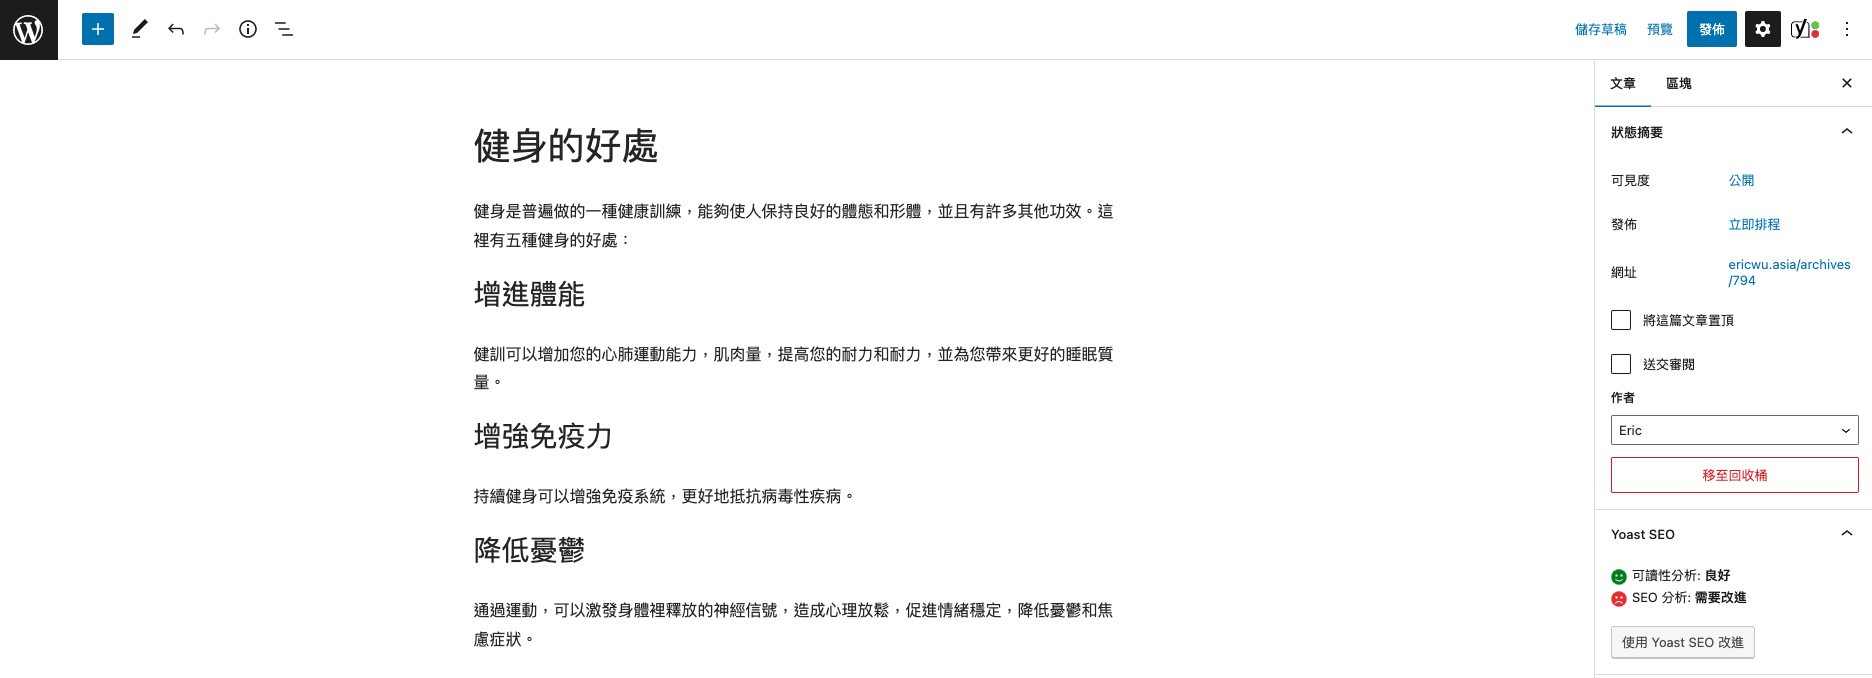 儲存草稿 預覽 發佈
文章 區塊
健身的好處
健身是普遍做的一種健康訓練，能夠使人保持良好的體態和形體，並且有許多其他功效。這
裡有五種健身的好處：
增進體能
健訓可以增加您的心肺運動能力，肌肉量，提高您的耐力和耐力，並為您帶來更好的睡眠質
量。
增強免疫力
持續健身可以增強免疫系統，更好地抵抗病毒性疾病。
降低憂鬱
通過運動，可以激發身體裡釋放的神經信號，造成心理放鬆，促進情緒穩定，降低憂鬱和焦
慮症狀。
狀態摘要
可見度 公開
發佈 立即排程
網址 ericwu.asia/archives
/794
將這篇文章置頂
送交審閱
作者
Eric
移至回收桶
Yoast SEO
可讀性分析: 良好
SEO 分析: 需要改進
使用 Yoast SEO 改進